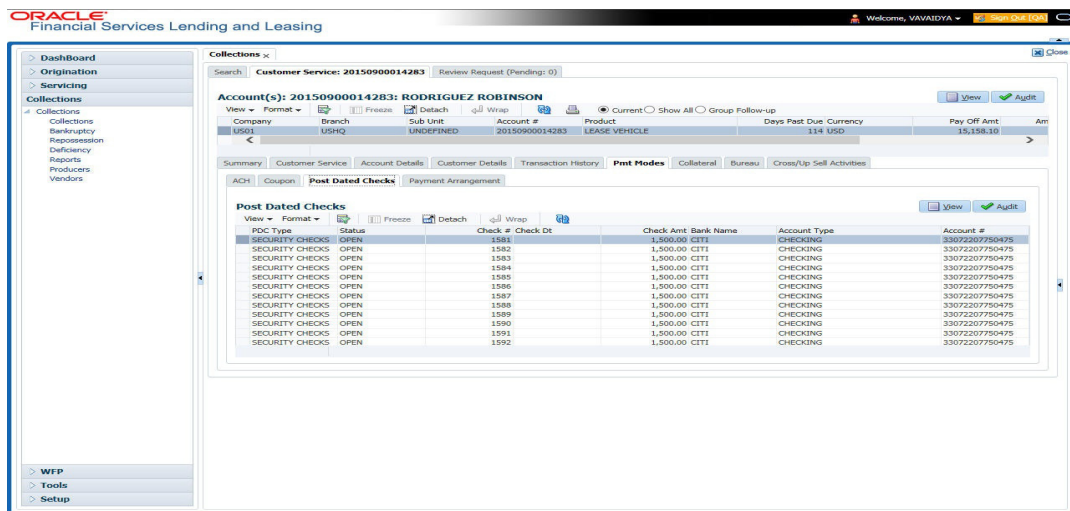 ORACLE
Financial Services Lending and Leasing
Welcome, VAVAIDYA
Sign Out [QA]
DashBoard
Origination
Servicing
Collections
Collections
Collections
Bankruptcy
Repossession
Deficiency
Reports
Producers
Vendors
WFP
Tools
Setup
Collections x
Close
Search Customer Service: 20150900014283 Review Request (Pending: 0)
Account(s): 20150900014283: RODRIGUEZ ROBINSON
View Audit
View Format Freeze Detach Wrap Current Show All Group Follow-up
Company Branch Sub Unit Account # Product Days Past Due Currency Pay Off Amt Am
US01 USHQ UNDEFINED 20150900014283 LEASE VEHICLE 114 USD 15,158.10
Summary Customer Service Account Details Customer Details Transaction History Pmt Modes Collateral Bureau Cross/Up Sell Activities
ACH Coupon Post Dated Checks Payment Arrangement
Post Dated Checks
View Audit
View Format Freeze Detach Wrap
PDC Type Status Check # Check Dt Check Amt Bank Name Account Type Account #
SECURITY CHECKS OPEN 1581 1,500.00 CITI CHECKING 33072207750475
SECURITY CHECKS OPEN 1582 1,500.00 CITI CHECKING 33072207750475
SECURITY CHECKS OPEN 1583 1,500.00 CITI CHECKING 33072207750475
SECURITY CHECKS OPEN 1584 1,500.00 CITI CHECKING 33072207750475
SECURITY CHECKS OPEN 1585 1,500.00 CITI CHECKING 33072207750475
SECURITY CHECKS OPEN 1586 1,500.00 CITI CHECKING 33072207750475
SECURITY CHECKS OPEN 1587 1,500.00 CITI CHECKING 33072207750475
SECURITY CHECKS OPEN 1588 1,500.00 CITI CHECKING 33072207750475
SECURITY CHECKS OPEN 1589 1,500.00 CITI CHECKING 33072207750475
SECURITY CHECKS OPEN 1590 1,500.00 CITI CHECKING 33072207750475
SECURITY CHECKS OPEN 1591 1,500.00 CITI CHECKING 33072207750475
SECURITY CHECKS OPEN 1592 1,500.00 CITI CHECKING 33072207750475